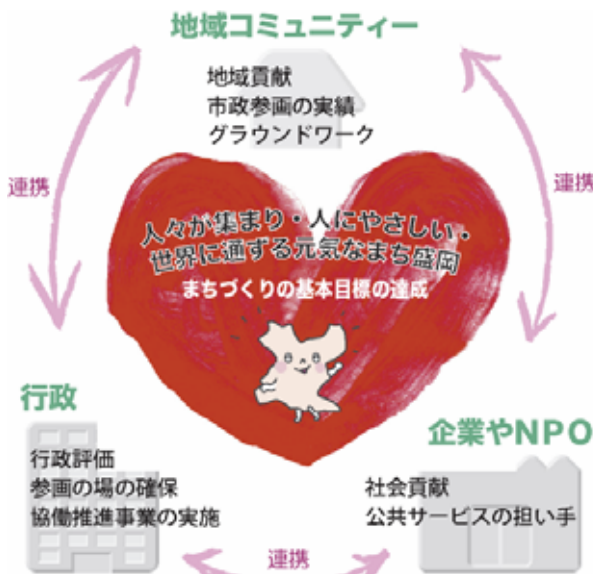 地域コミュニティー
地域貢献
市政参画の実績
グラウンドワーク
連携
連携
人々が集まり・人にやさしい・
世界に通する元気なまち盛岡
まちづくりの基本目標の達成
行政
行政評価
参画の場の確保
協働推進事業の実施
企業やNPO
社会貢献
公共サービスの担い手
連携